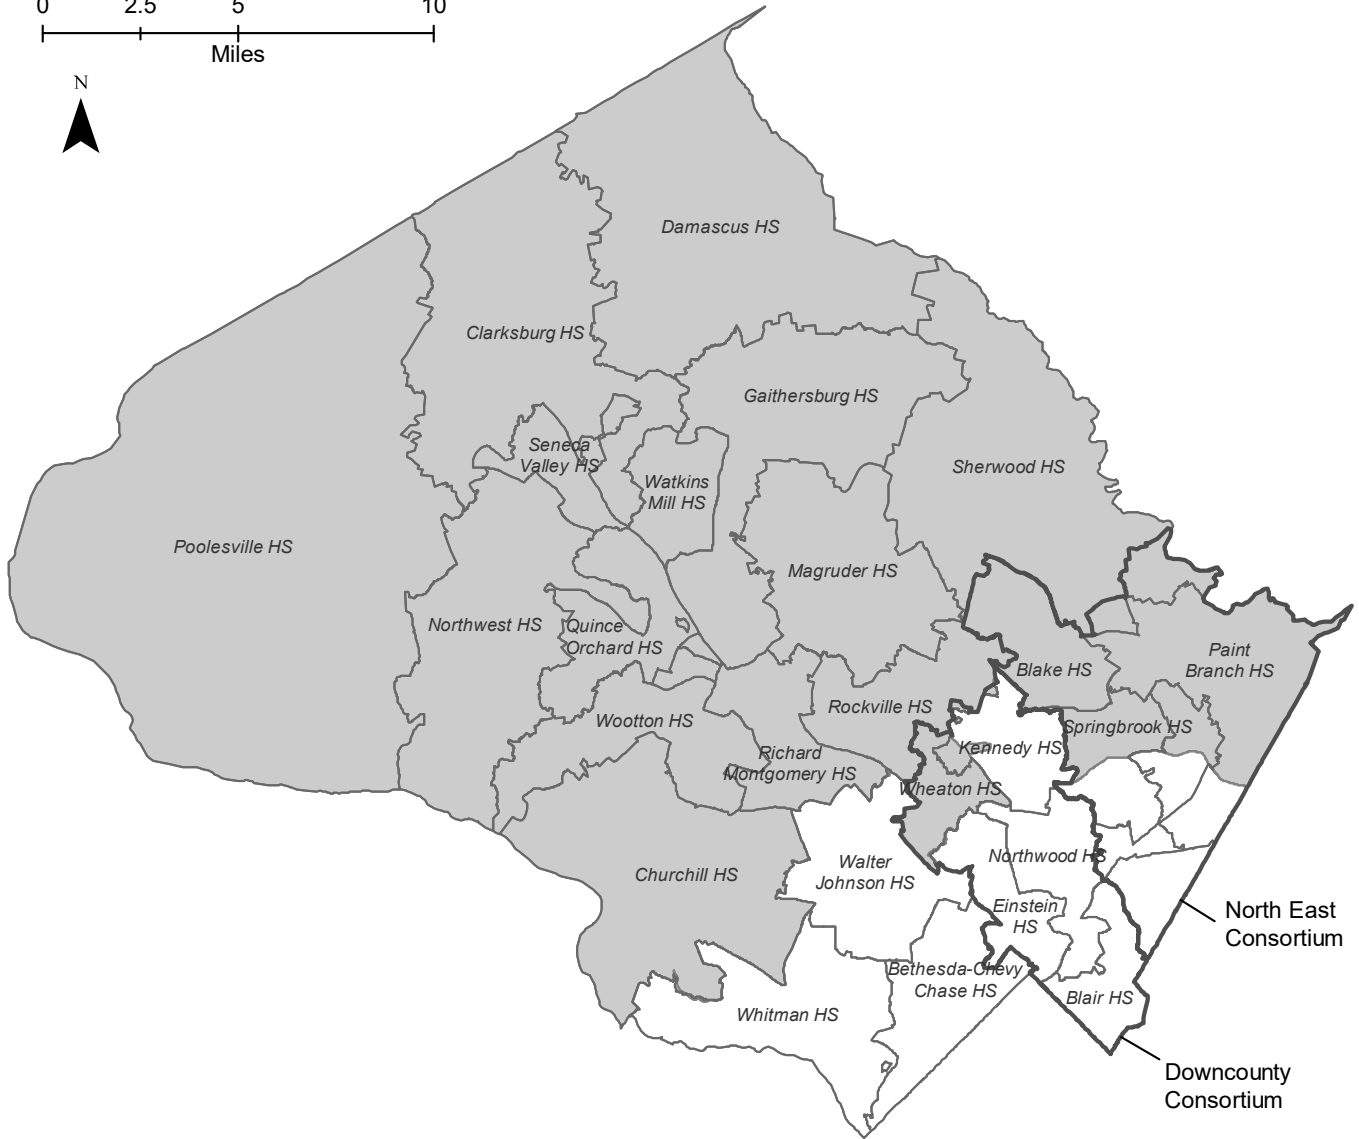 0 2.5 5 10
Miles
N
Damascus HS
Clarksburg HS
Gaithersburg HS
Seneca
Valley HS
Sherwood HS
Watkins
Mill HS
Poolesville HS
Magruder HS
Northwest HS
Quince
Orchard HS
Paint
Branch HS
Blake HS
Rockville HS
Wootton HS
Springbrook HS
Kennedy HS
Richard
Montgomery HS
Wheaton HS
Northwood HS
Walter
Johnson HS
Churchill HS
Einstein
HS
North East
Consortium
Bethesda-Chevy
Chase HS
Blair HS
Whitman HS
Downcounty
Consortium